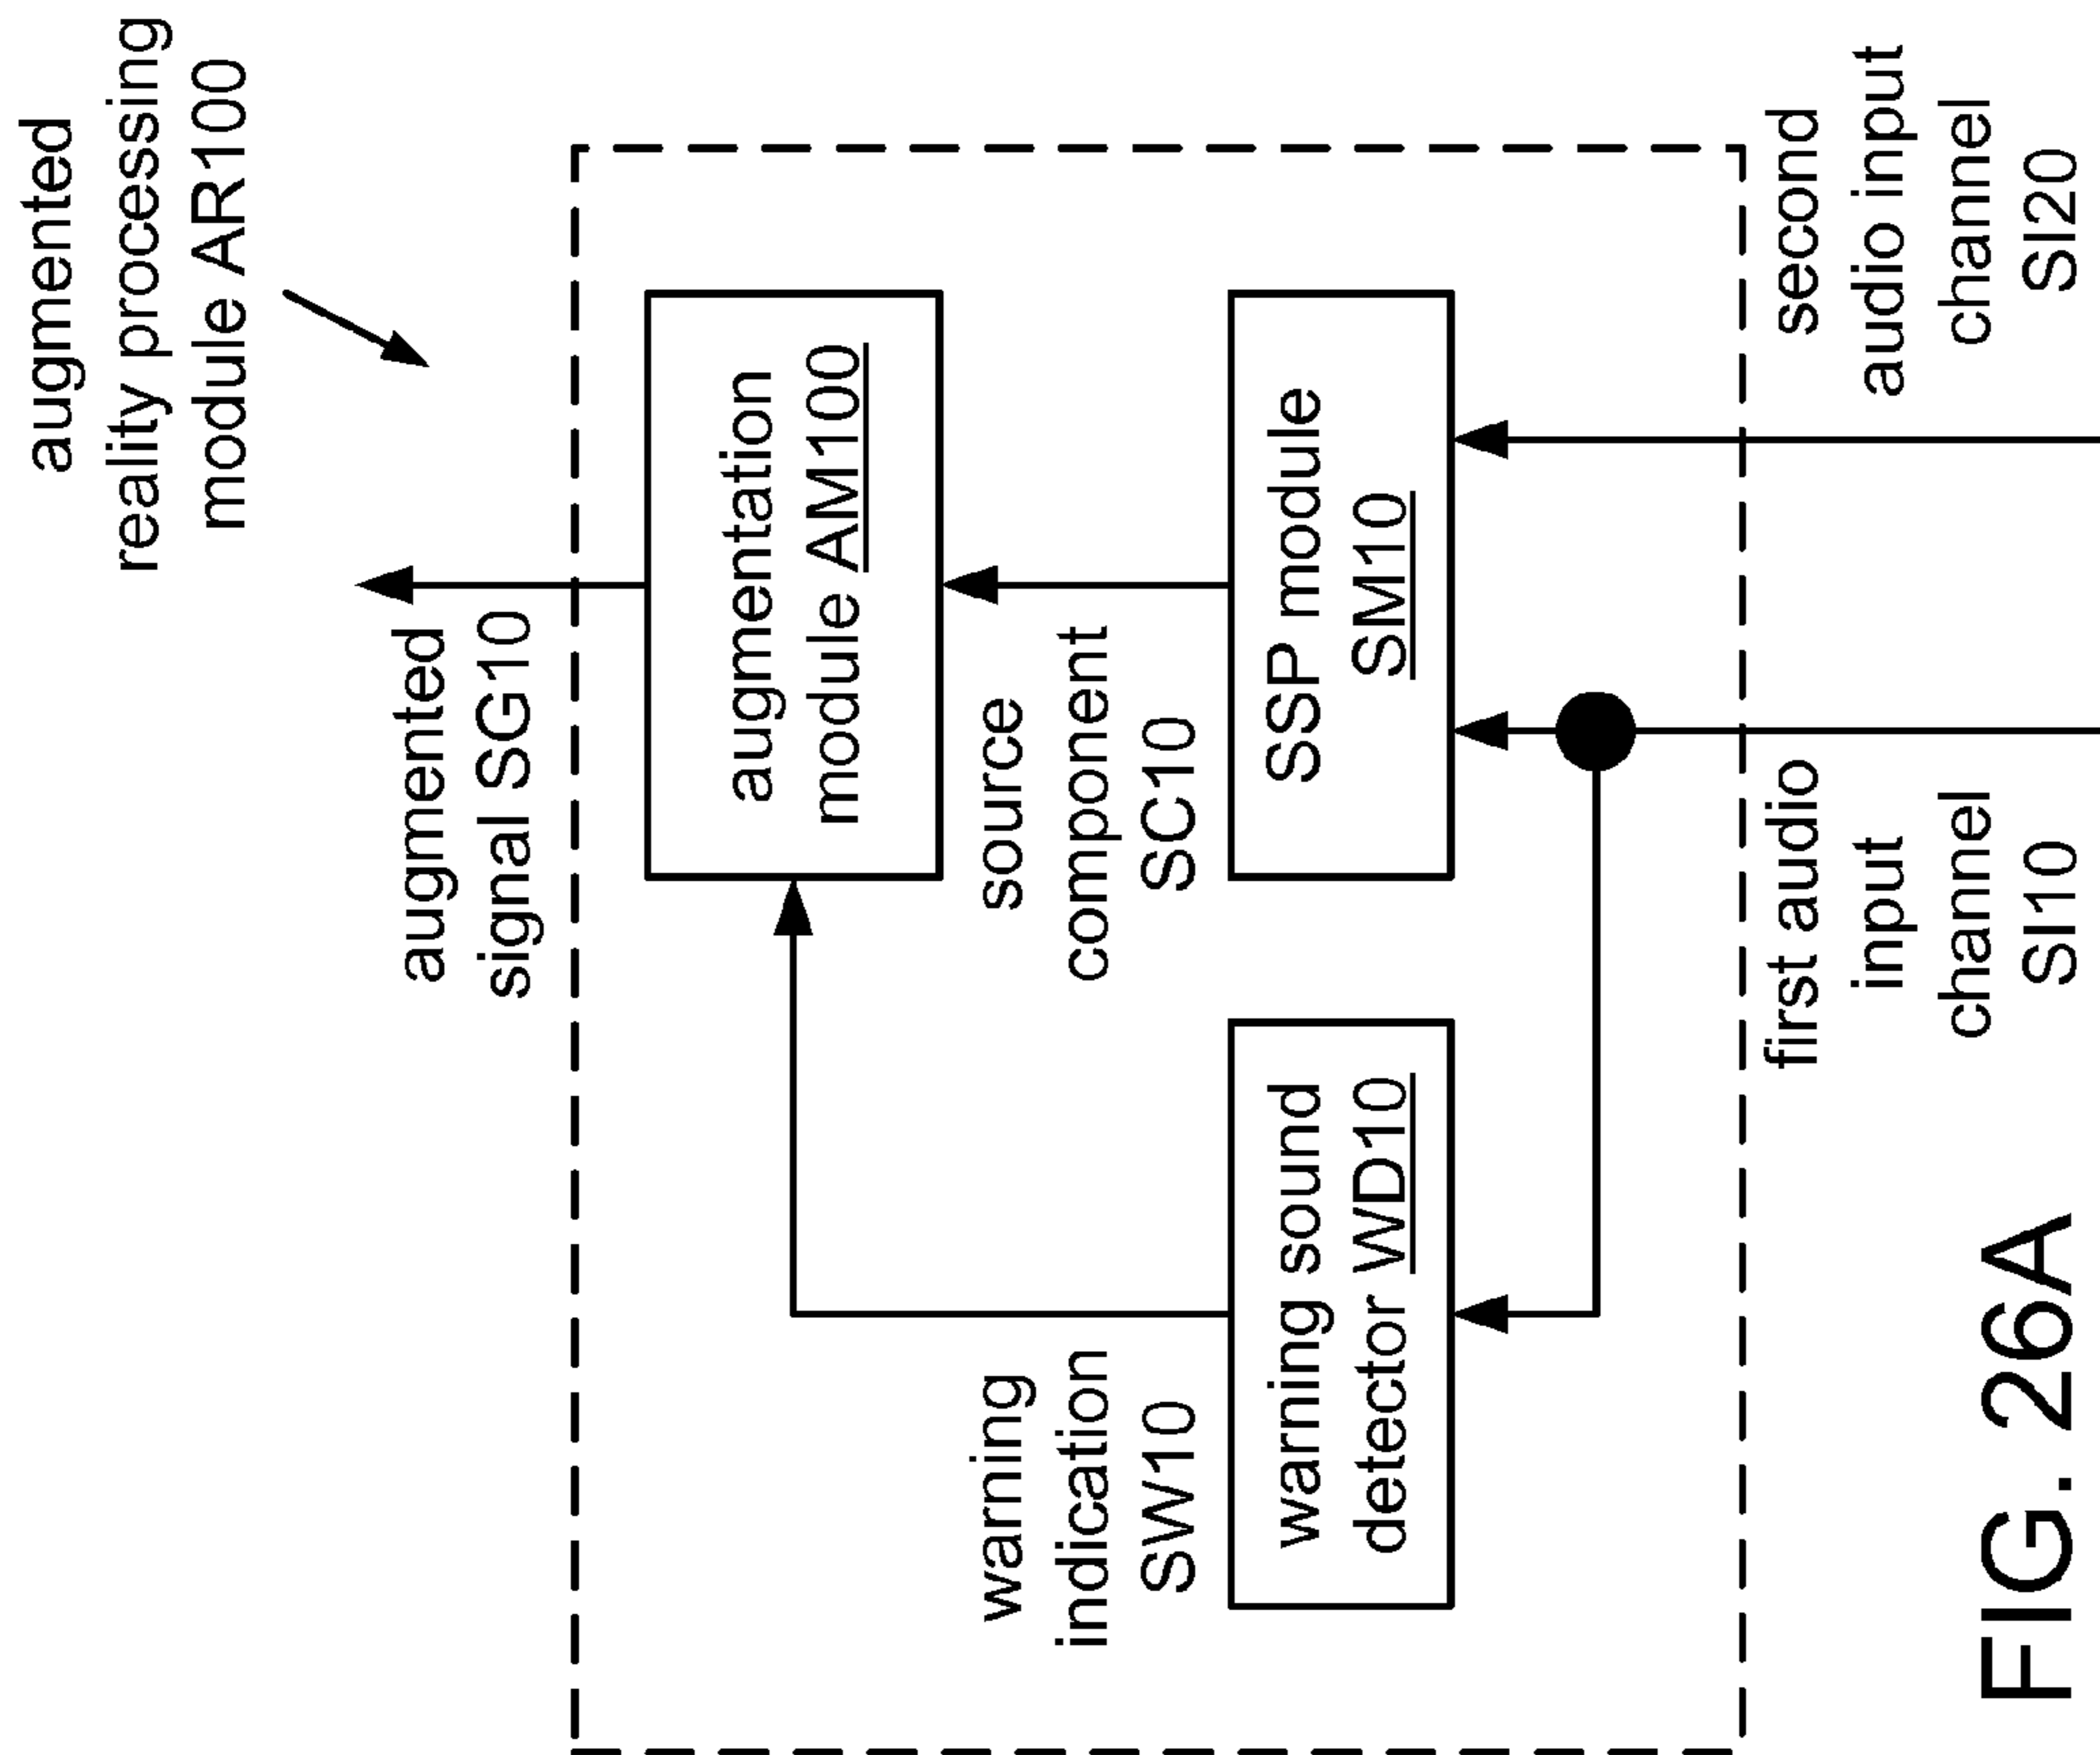 augmented
reality processing
module AR100
augmented
signal SG10
augmentation
module AM100
warning
indication
SW10
source
component
SC10
warning sound
detector WD10
SSP module
SM10
first audio
input
channel
SI10
second
audio input
channel
SI20
FIG. 26A